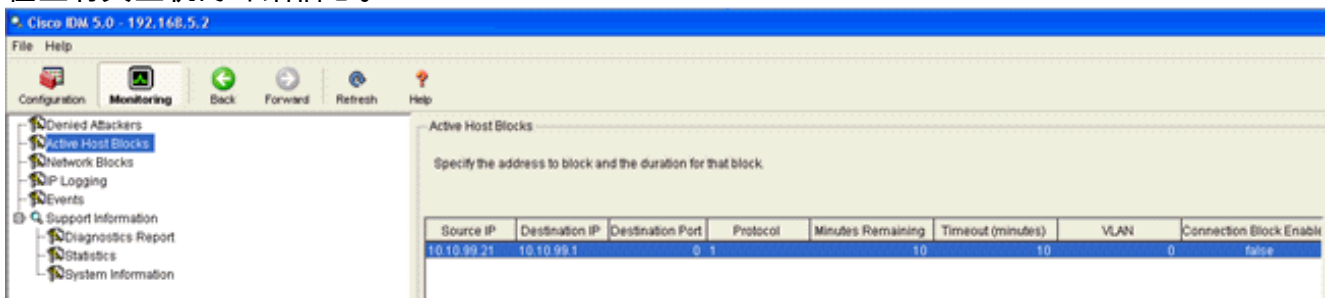 Cisco IDM 5.0 - 192.168.5.2
File Help
Configuration Monitoring Back Forward Refresh Help
Denied Attackers
Active Host Blocks
Network Blocks
IP Logging
Events
Support Information
Diagnostics Report
Statistics
System Information
Active Host Blocks
Specify the address to block and the duration for that block.
Source IP Destination IP Destination Port Protocol Minutes Remaining Timeout (minutes) VLAN Connection Block Enable
10.10.99.21 10.10.99.1 0 1 10 10 0 false